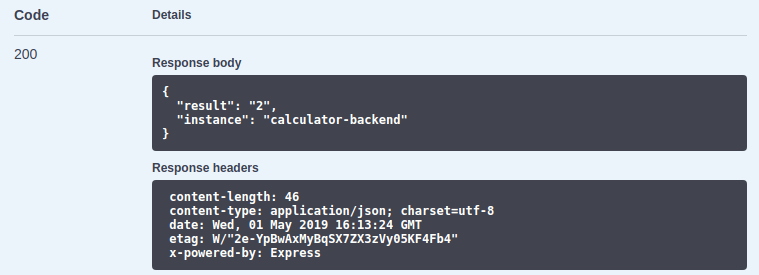 Code Details
200
Response body
{
  "result": "2",
  "instance": "calculator-backend"
}
Response headers
content-length: 46
content-type: application/json; charset=utf-8
date: Wed, 01 May 2019 16:13:24 GMT
etag: W/"2e-YpBwAxMyBqSX7ZX3zVy05KF4Fb4"
x-powered-by: Express